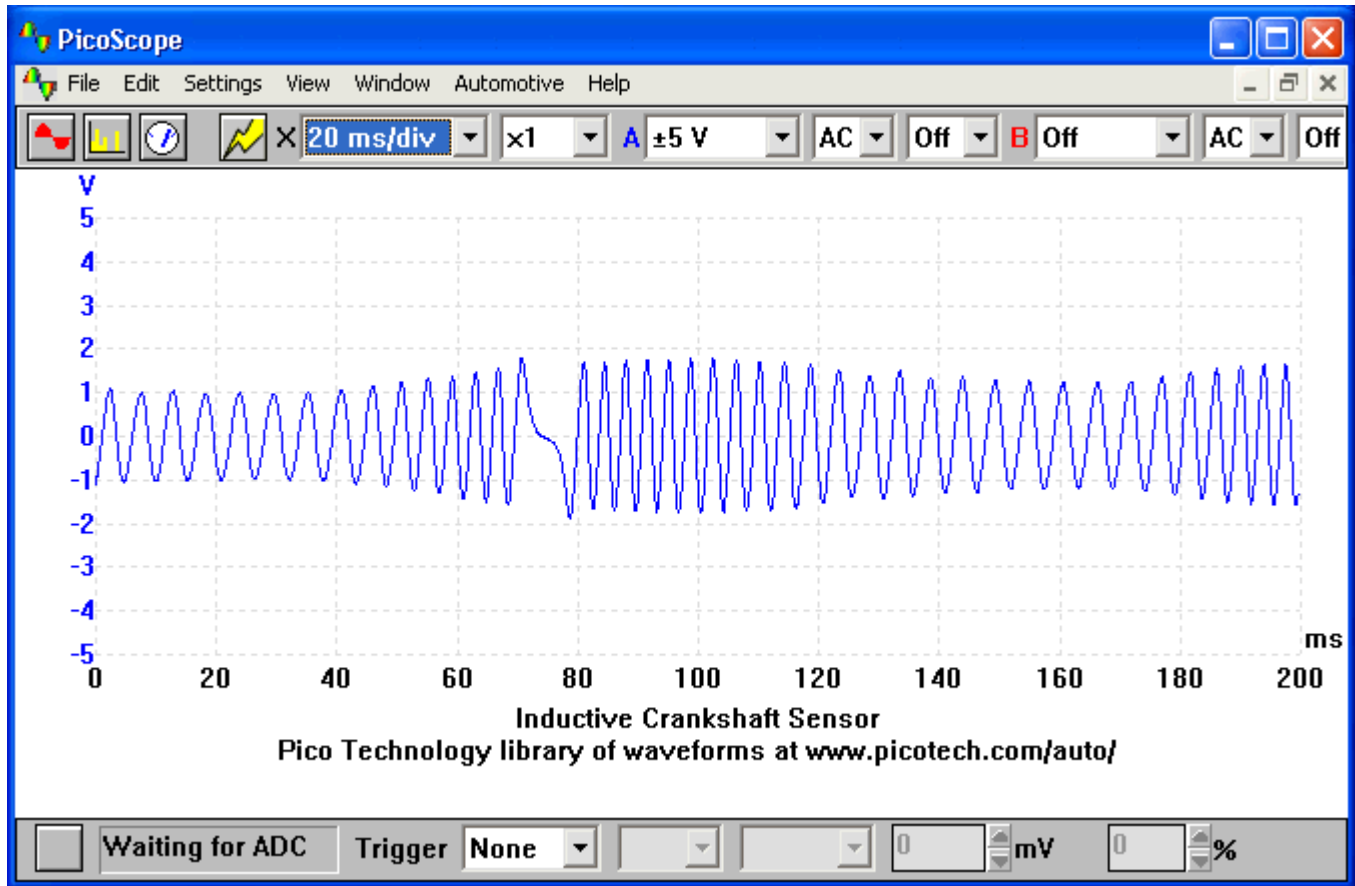 PicoScope
File Edit Settings View Window Automotive Help
X 20 ms/div x1 A ±5 V AC Off B Off AC Off
V
5
4
3
2
1
0
-1
-2
-3
-4
-5
ms
0 20 40 60 80 100 120 140 160 180 200
Inductive Crankshaft Sensor
Pico Technology library of waveforms at www.picotech.com/auto/
Waiting for ADC Trigger None 0 mV 0 %